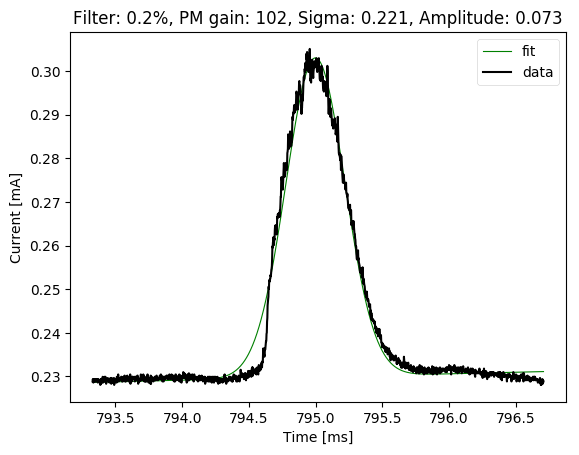 Filter: 0.2%, PM gain: 102, Sigma: 0.221, Amplitude: 0.073
fit
data
Current [mA]
0.30
0.29
0.28
0.27
0.26
0.25
0.24
0.23
793.5 794.0 794.5 795.0 795.5 796.0 796.5
Time [ms]